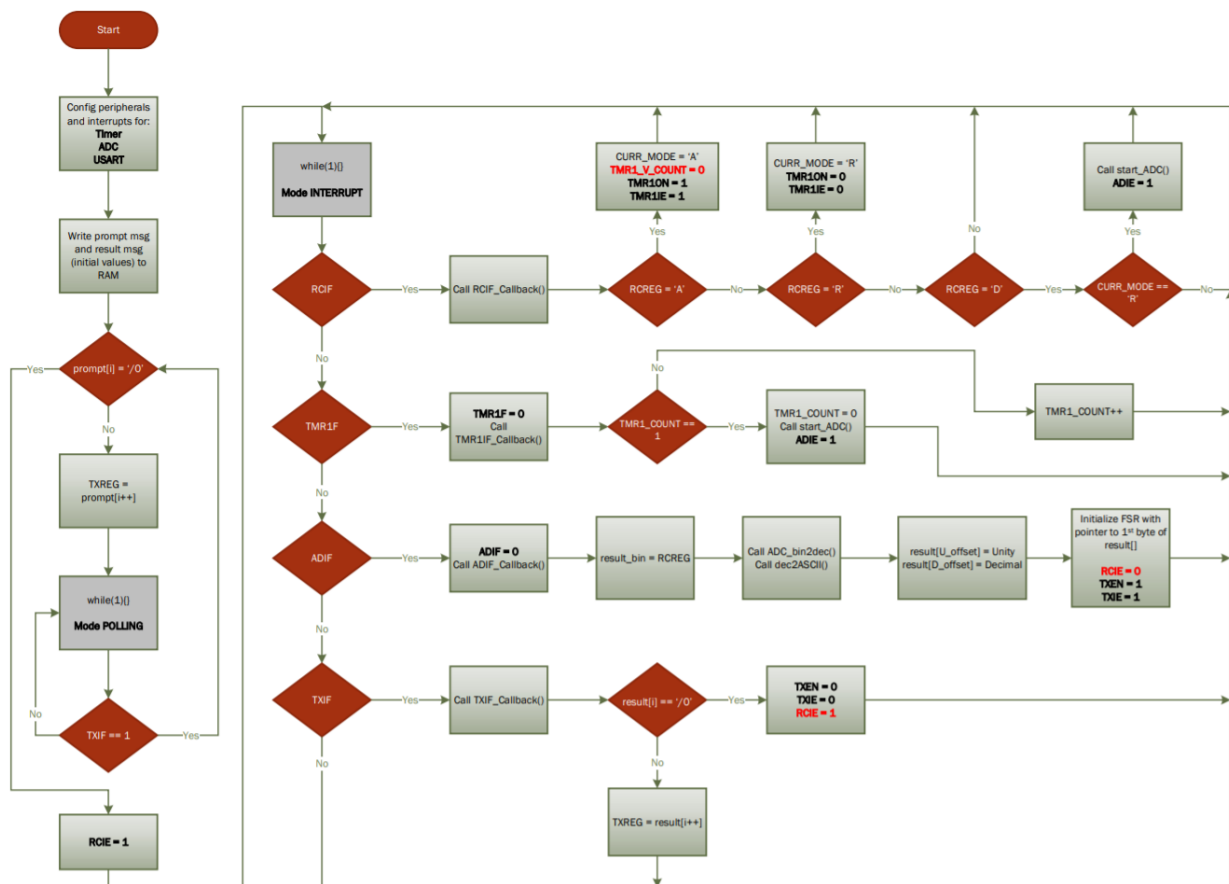 Start
Config peripherals
and interrupts for:
Timer
ADC
USART
Write prompt msg
and result msg
(initial values) to
RAM
prompt[i] = '/0'
Yes
No
TXREG =
prompt[i++]
while(1){}
Mode POLLING
No
TXIF == 1
Yes
RCIE = 1
while(1){}
Mode INTERRUPT
CURR_MODE = 'A'
TMR1_V_COUNT = 0
TMR1ON = 1
TMR1IE = 1
CURR_MODE = 'R'
TMR1ON = 0
TMR1IE = 0
Call start_ADC()
ADIE = 1
Yes
Yes
No
Yes
RCIF
Yes
Call RCIF_Callback()
RCREG = 'A'
No
RCREG = 'R'
No
RCREG = 'D'
Yes
CURR_MODE ==
'R'
No
No
No
TMR1F
Yes
TMR1F = 0
Call
TMR1IF_Callback()
TMR1_COUNT ==
1
Yes
TMR1_COUNT = 0
Call start_ADC()
ADIE = 1
TMR1_COUNT++
No
ADIF
Yes
ADIF = 0
Call ADIF_Callback()
result_bin = RCREG
Call ADC_bin2dec()
Call dec2ASCII()
result[U_offset] = Unity
result[D_offset] = Decimal
Initialize FSR with
pointer to 1st byte of
result[]
RCIE = 0
TXEN = 1
TXIE = 1
No
TXIF
Yes
Call TXIF_Callback()
result[i] == '/0'
Yes
TXEN = 0
TXIE = 0
RCIE = 1
No
No
TXREG = result[i++]